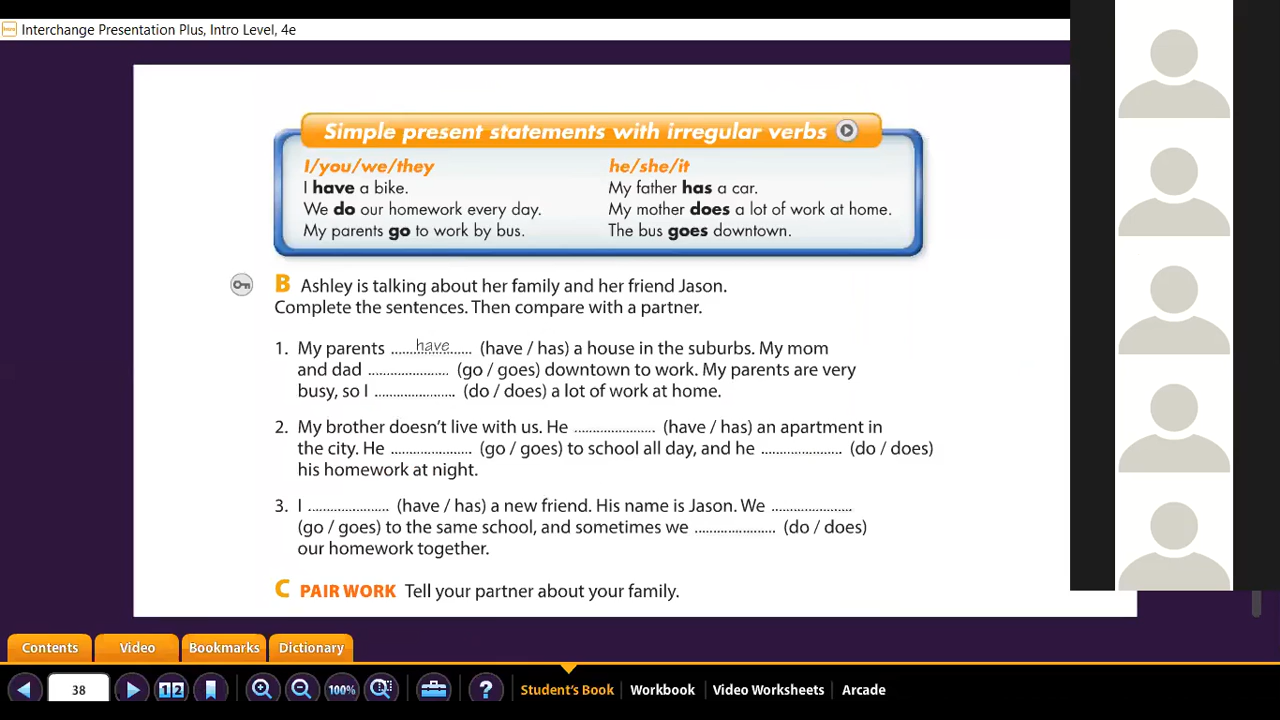 Interchange Presentation Plus, Intro Level, 4e
Simple present statements with irregular verbs
I/you/we/they
I have a bike.
We do our homework every day.
My parents go to work by bus.
he/she/it
My father has a car.
My mother does a lot of work at home.
The bus goes downtown.
B Ashley is talking about her family and her friend Jason.
Complete the sentences. Then compare with a partner.
1. My parents ......have...... (have / has) a house in the suburbs. My mom
and dad ..................... (go / goes) downtown to work. My parents are very
busy, so I ..................... (do / does) a lot of work at home.
2. My brother doesn't live with us. He ..................... (have / has) an apartment in
the city. He ..................... (go / goes) to school all day, and he ..................... (do / does)
his homework at night.
3. I ..................... (have / has) a new friend. His name is Jason. We .....................
(go / goes) to the same school, and sometimes we ..................... (do / does)
our homework together.
C PAIR WORK Tell your partner about your family.
Contents Video Bookmarks Dictionary
38 1 2 100% ? Student's Book Workbook Video Worksheets Arcade